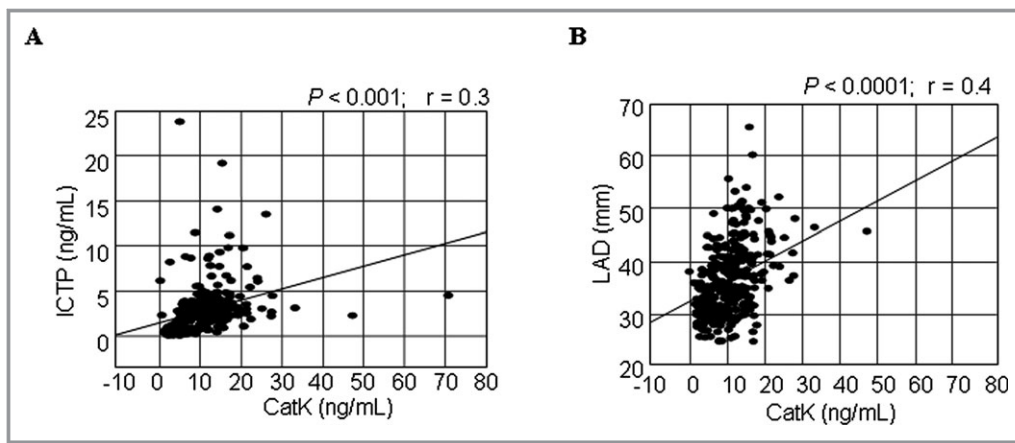 A
P < 0.001; r = 0.3
25
20
15
10
5
0
ICTP (ng/mL)
-10 0 10 20 30 40 50 60 70 80
CatK (ng/mL)
B
P < 0.0001; r = 0.4
70
60
50
40
30
20
LAD (mm)
-10 0 10 20 30 40 50 60 70 80
CatK (ng/mL)